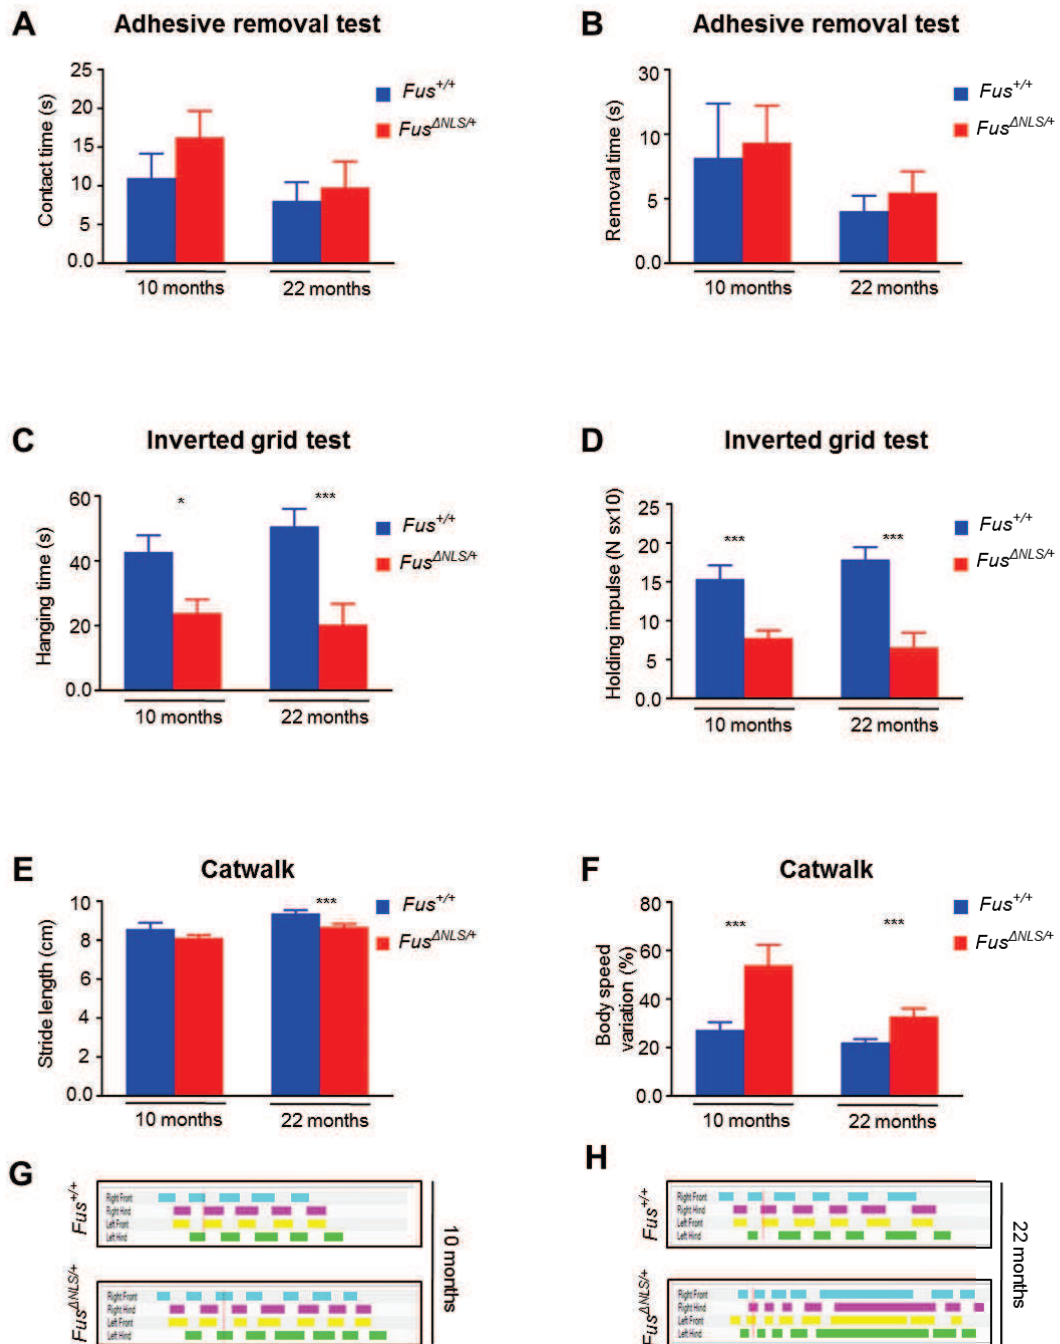 A
Adhesive removal test
Contact time (s)
25
20
15
10
5
0.0
Fus+/+
FusΔNLS/+
10 months
22 months
B
Adhesive removal test
Removal time (s)
30
10
5
0.0
Fus+/+
FusΔNLS/+
10 months
22 months
C
Inverted grid test
Hanging time (s)
60
40
20
0.0
*
***
Fus+/+
FusΔNLS/+
10 months
22 months
D
Inverted grid test
Holding impulse (N sx10)
25
20
15
10
5
0.0
***
***
Fus+/+
FusΔNLS/+
10 months
22 months
E
Catwalk
Stride length (cm)
10
8
6
4
2
0.0
***
Fus+/+
FusΔNLS/+
10 months
22 months
F
Catwalk
Body speed
variation (%)
80
60
40
20
0.0
***
***
Fus+/+
FusΔNLS/+
10 months
22 months
G
Fus+/+
Right Front
Right Hind
Left Front
Left Hind
FusΔNLS/+
Right Front
Right Hind
Left Front
Left Hind
10 months
H
Fus+/+
Right Front
Right Hind
Left Front
Left Hind
FusΔNLS/+
Right Front
Right Hind
Left Front
Left Hind
22 months